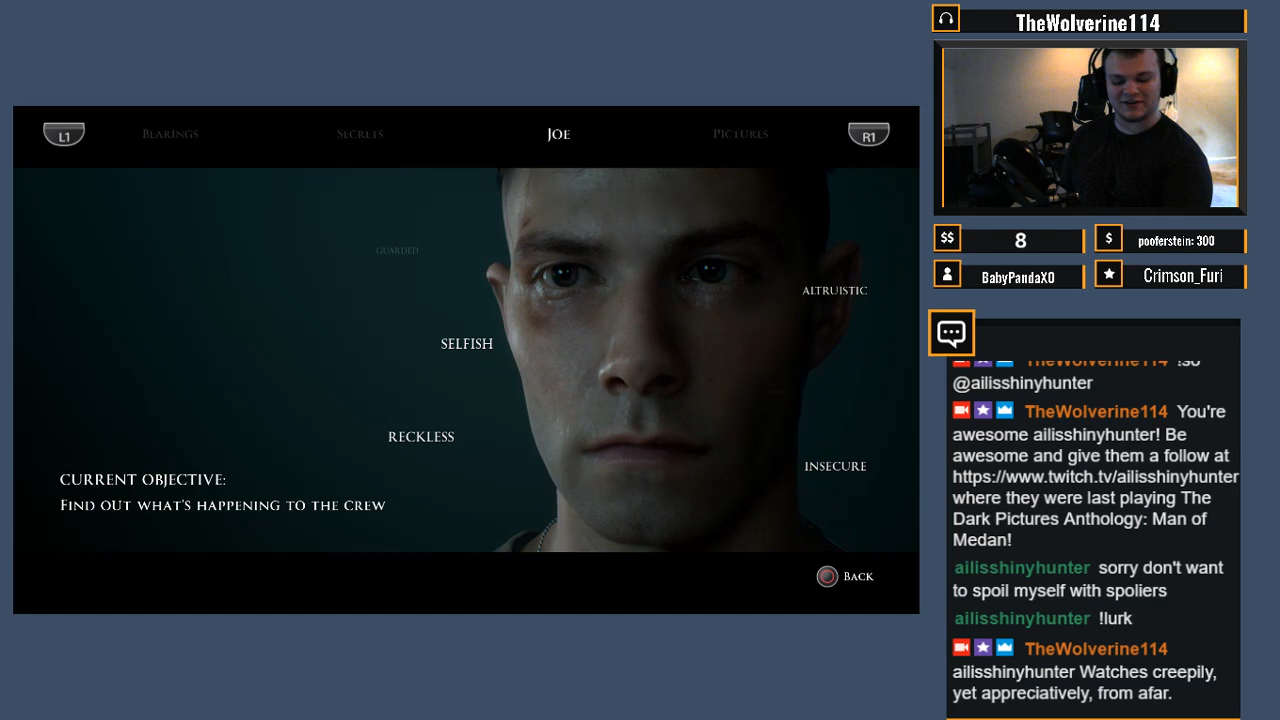 TheWolverine114
L1
Bearings
Secrets
Joe
Pictures
R1
GUARDED
ALTRUISTIC
SELFISH
RECKLESS
INSECURE
CURRENT OBJECTIVE:
Find out what's happening to the crew
Back
$$
8
$
pooferstein: 300
BabyPandaXO
Crimson_Furi
TheWolverine114 !so
@ailisshinyhunter
TheWolverine114 You're
awesome ailisshinyhunter! Be
awesome and give them a follow at
https://www.twitch.tv/ailisshinyhunter
where they were last playing The
Dark Pictures Anthology: Man of
Medan!
ailisshinyhunter sorry don't want
to spoil myself with spoliers
ailisshinyhunter !lurk
TheWolverine114
ailisshinyhunter Watches creepily,
yet appreciatively, from afar.